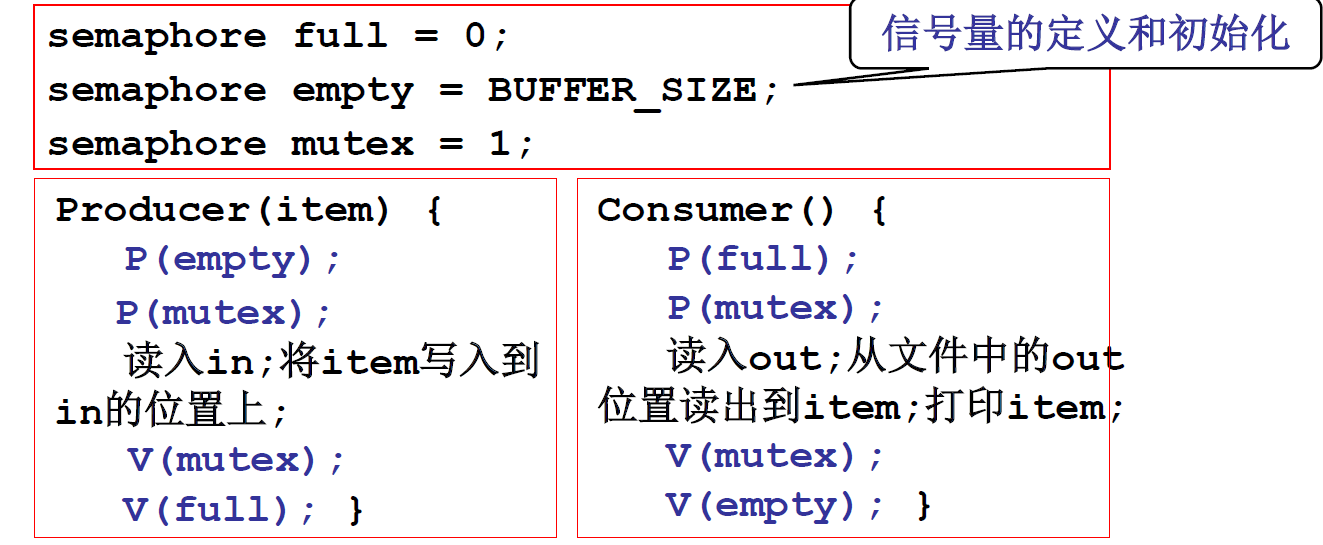 semaphore full = 0;
信号量的定义和初始化
semaphore empty = BUFFER_SIZE;
semaphore mutex = 1;
Producer(item) {
P(empty);
P(mutex);
读入in;将item写入到
in的位置上;
V(mutex);
V(full); }
Consumer() {
P(full);
P(mutex);
读入out;从文件中的out
位置读出到item;打印item;
V(mutex);
V(empty); }